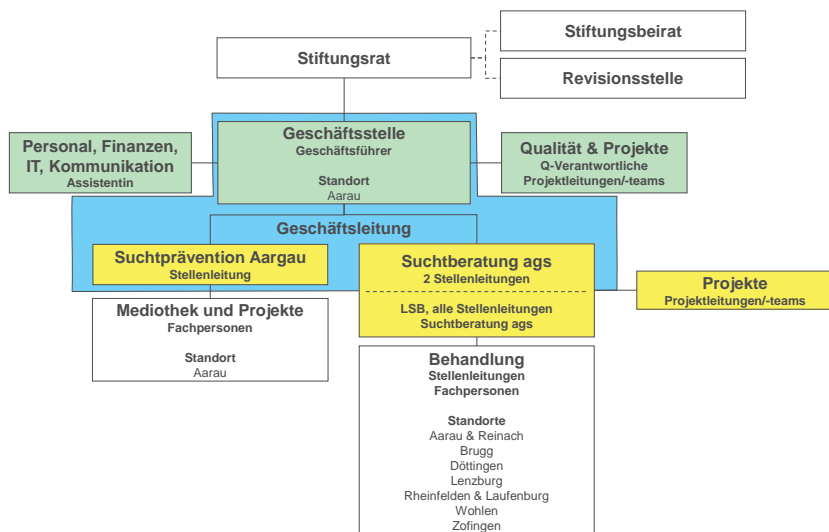 Stiftungsrat
Stiftungsbeirat
Revisionsstelle
Personal, Finanzen,
IT, Kommunikation
Assistentin
Geschäftsstelle
Geschäftsführer
Standort
Aarau
Qualität & Projekte
Q-Verantwortliche
Projektleitungen/-teams
Geschäftsleitung
Suchtprävention Aargau
Stellenleitung
Suchtberatung ags
2 Stellenleitungen
LSB, alle Stellenleitungen
Suchtberatung ags
Projekte
Projektleitungen/-teams
Mediothek und Projekte
Fachpersonen
Standort
Aarau
Behandlung
Stellenleitungen
Fachpersonen
Standorte
Aarau & Reinach
Brugg
Döttingen
Lenzburg
Rheinfelden & Laufenburg
Wohlen
Zofingen